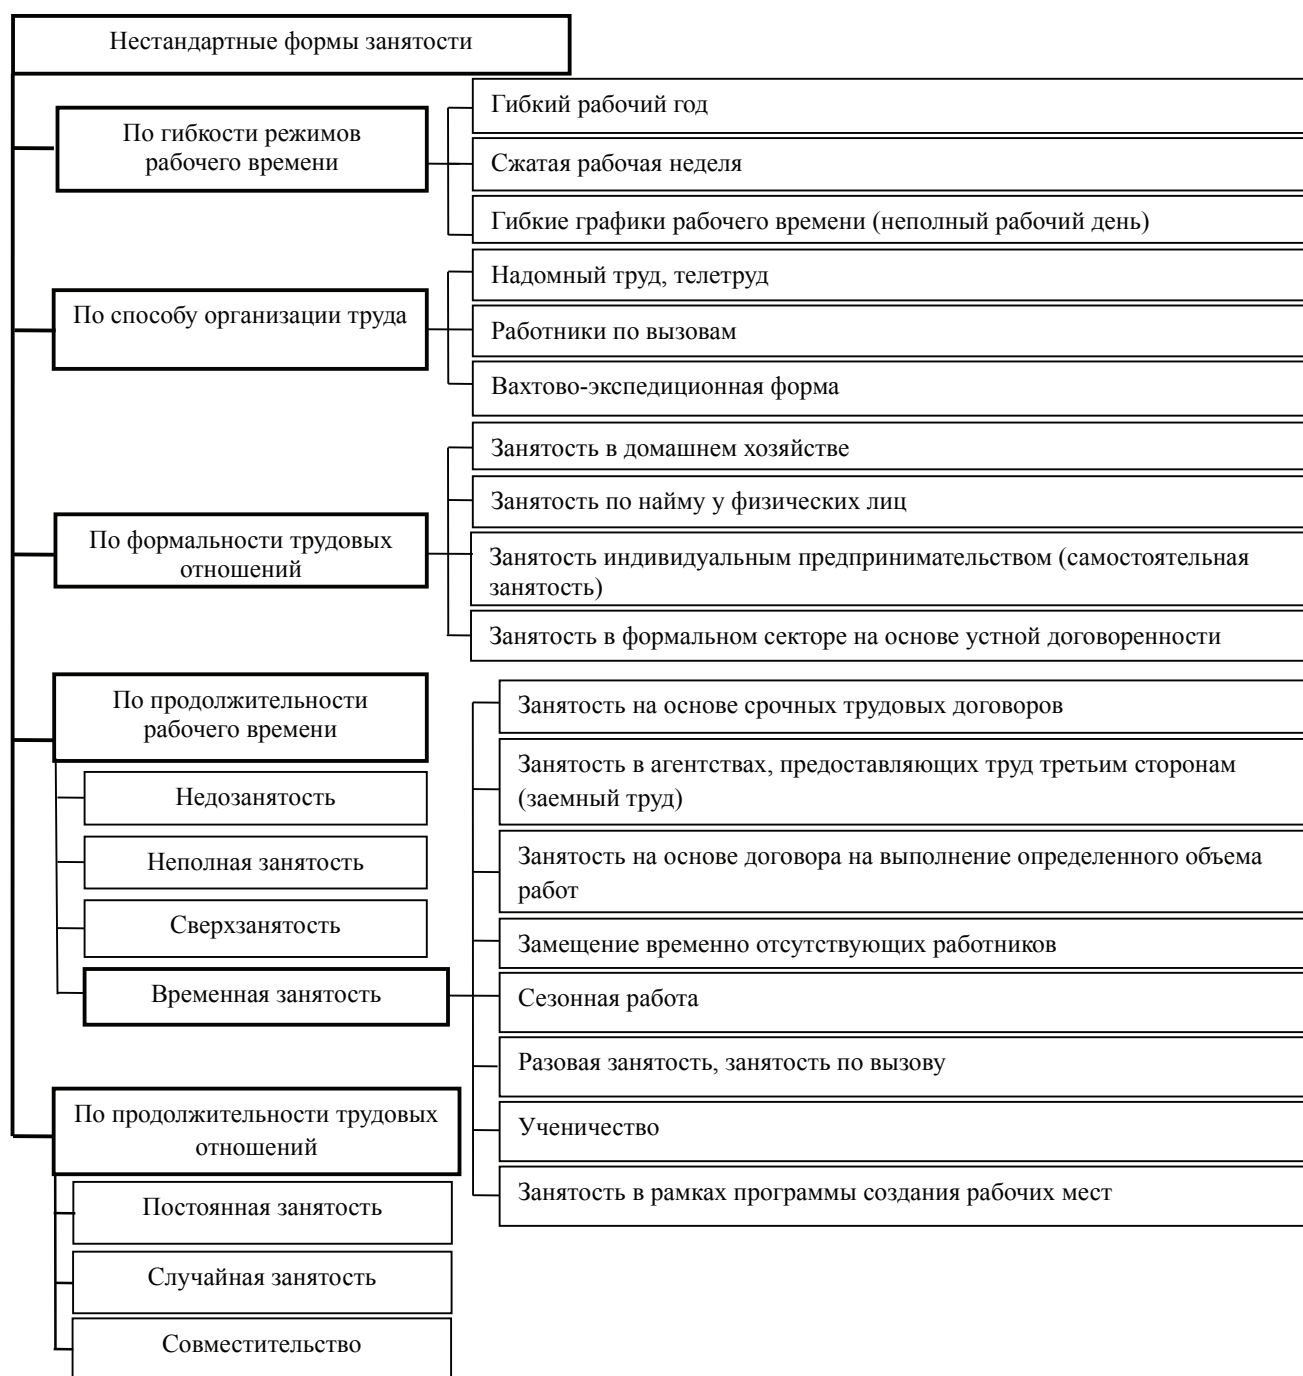 Нестандартные формы занятости
По гибкости режимов
рабочего времени
Гибкий рабочий год
Сжатая рабочая неделя
Гибкие графики рабочего времени (неполный рабочий день)
По способу организации труда
Надомный труд, телетруд
Работники по вызовам
Вахтово-экспедиционная форма
По формальности трудовых
отношений
Занятость в домашнем хозяйстве
Занятость по найму у физических лиц
Занятость индивидуальным предпринимательством (самостоятельная
занятость)
Занятость в формальном секторе на основе устной договоренности
По продолжительности
рабочего времени
Недозанятость
Неполная занятость
Сверхзанятость
Временная занятость
Занятость на основе срочных трудовых договоров
Занятость в агентствах, предоставляющих труд третьим сторонам
(заемный труд)
Занятость на основе договора на выполнение определенного объема
работ
Замещение временно отсутствующих работников
Сезонная работа
Разовая занятость, занятость по вызову
Ученичество
Занятость в рамках программы создания рабочих мест
По продолжительности трудовых
отношений
Постоянная занятость
Случайная занятость
Совместительство